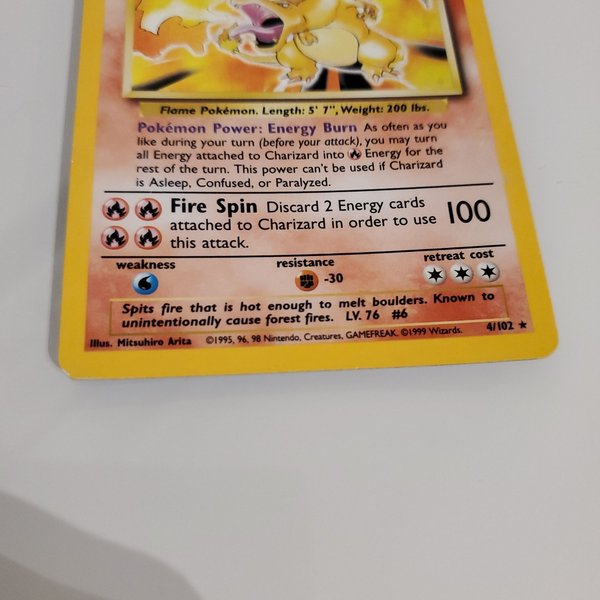 Flame Pokémon. Length: 5' 7", Weight: 200 lbs.
Pokémon Power: Energy Burn As often as you
like during your turn (before your attack), you may turn
all Energy attached to Charizard into Energy for the
rest of the turn. This power can't be used if Charizard
is Asleep, Confused, or Paralyzed.
Fire Spin Discard 2 Energy cards
attached to Charizard in order to use
this attack.
100
weakness
resistance
retreat cost
-30
Spits fire that is hot enough to melt boulders. Known to
unintentionally cause forest fires. LV. 76 #6
Illus. Mitsuhiro Arita ©1995, 96, 98 Nintendo, Creatures, GAMEFREAK. ©1999 Wizards. 4/102 ★